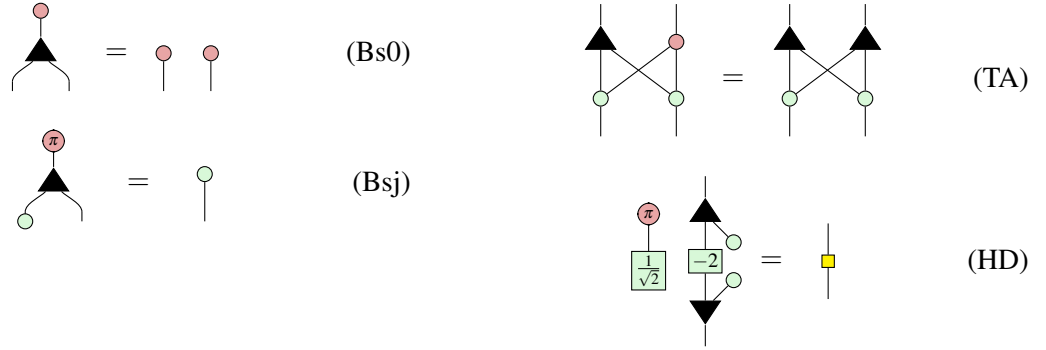 = (Bs0)
= (TA)
π
= (Bsj)
π
1/√2 −2 = (HD)